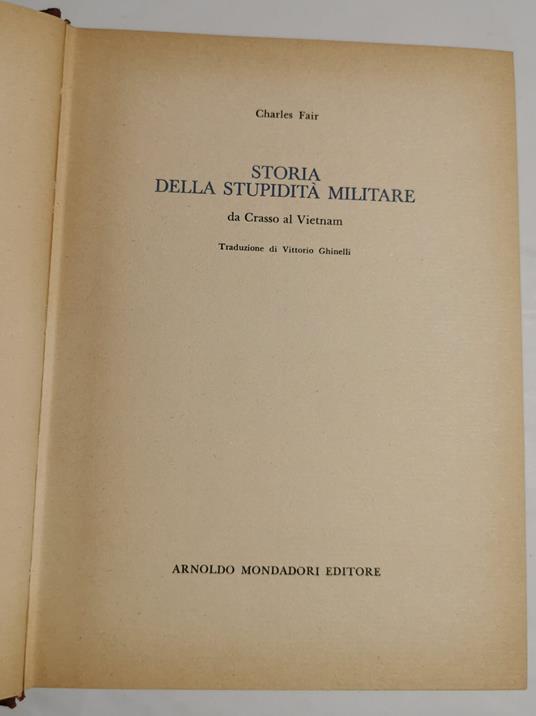 Charles Fair
STORIA
DELLA STUPIDITÀ MILITARE
da Crasso al Vietnam
Traduzione di Vittorio Ghinelli
ARNOLDO MONDADORI EDITORE